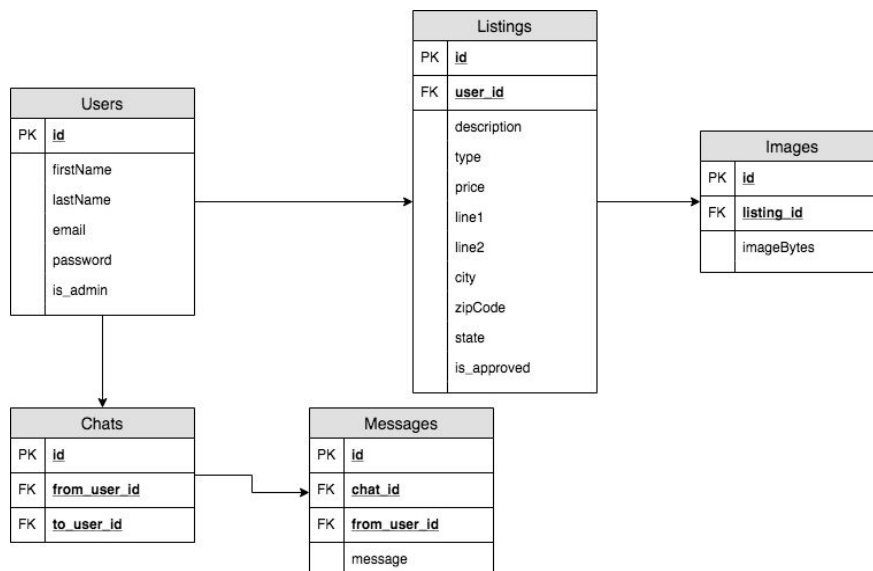 Users
PK id
firstName
lastName
email
password
is_admin
Listings
PK id
FK user_id
description
type
price
line1
line2
city
zipCode
state
is_approved
Images
PK id
FK listing_id
imageBytes
Chats
PK id
FK from_user_id
FK to_user_id
Messages
PK id
FK chat_id
FK from_user_id
message